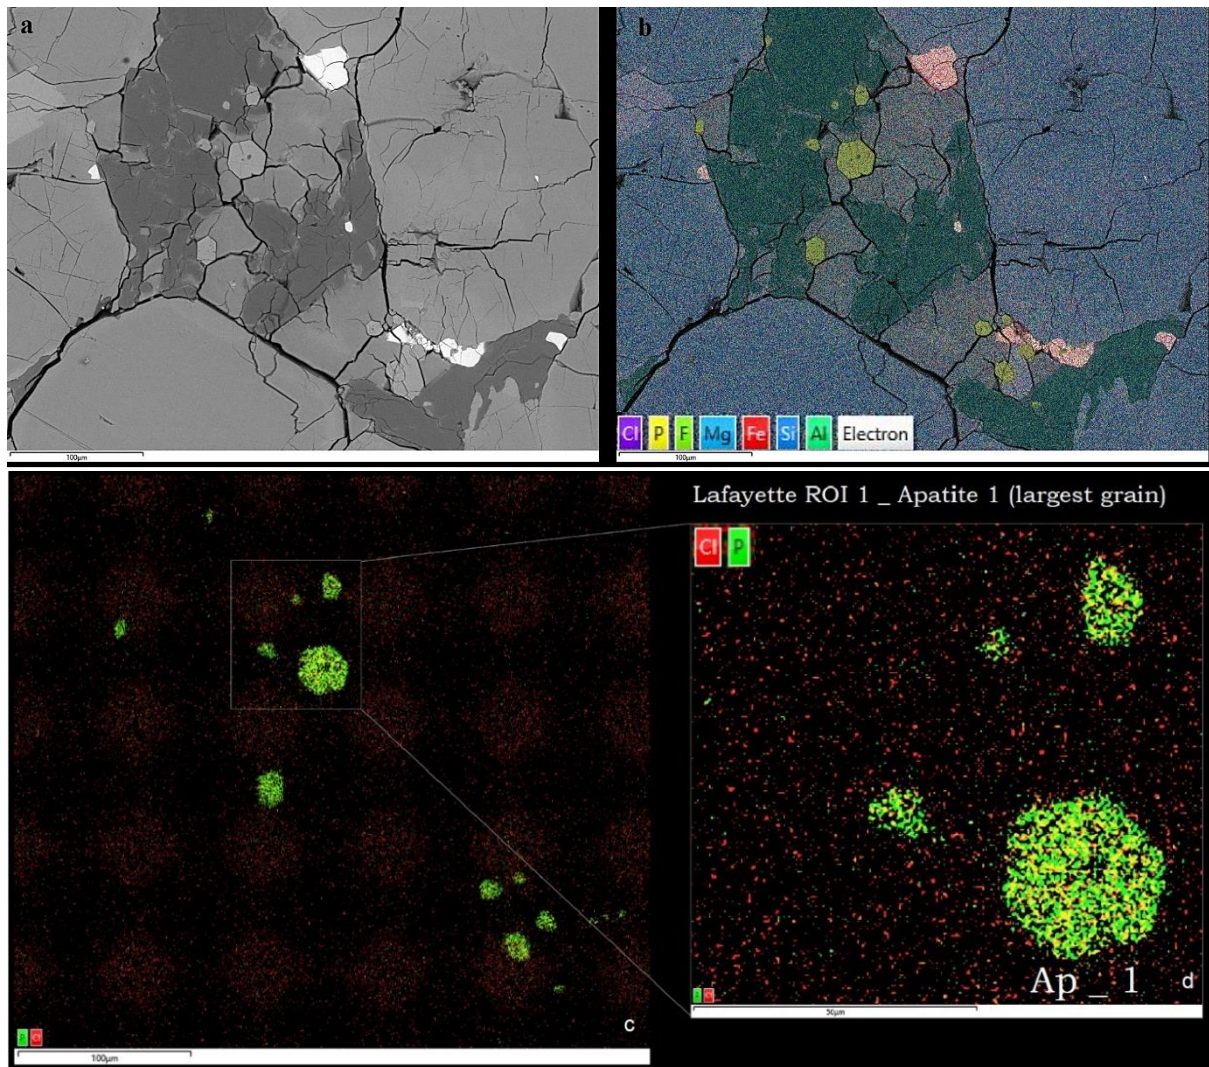 a
b
Cl P F Mg Fe Si Al Electron
100µm
100µm
Lafayette ROI 1 _ Apatite 1 (largest grain)
Cl P
Ap _ 1
d
c
P Cl
50µm
100µm